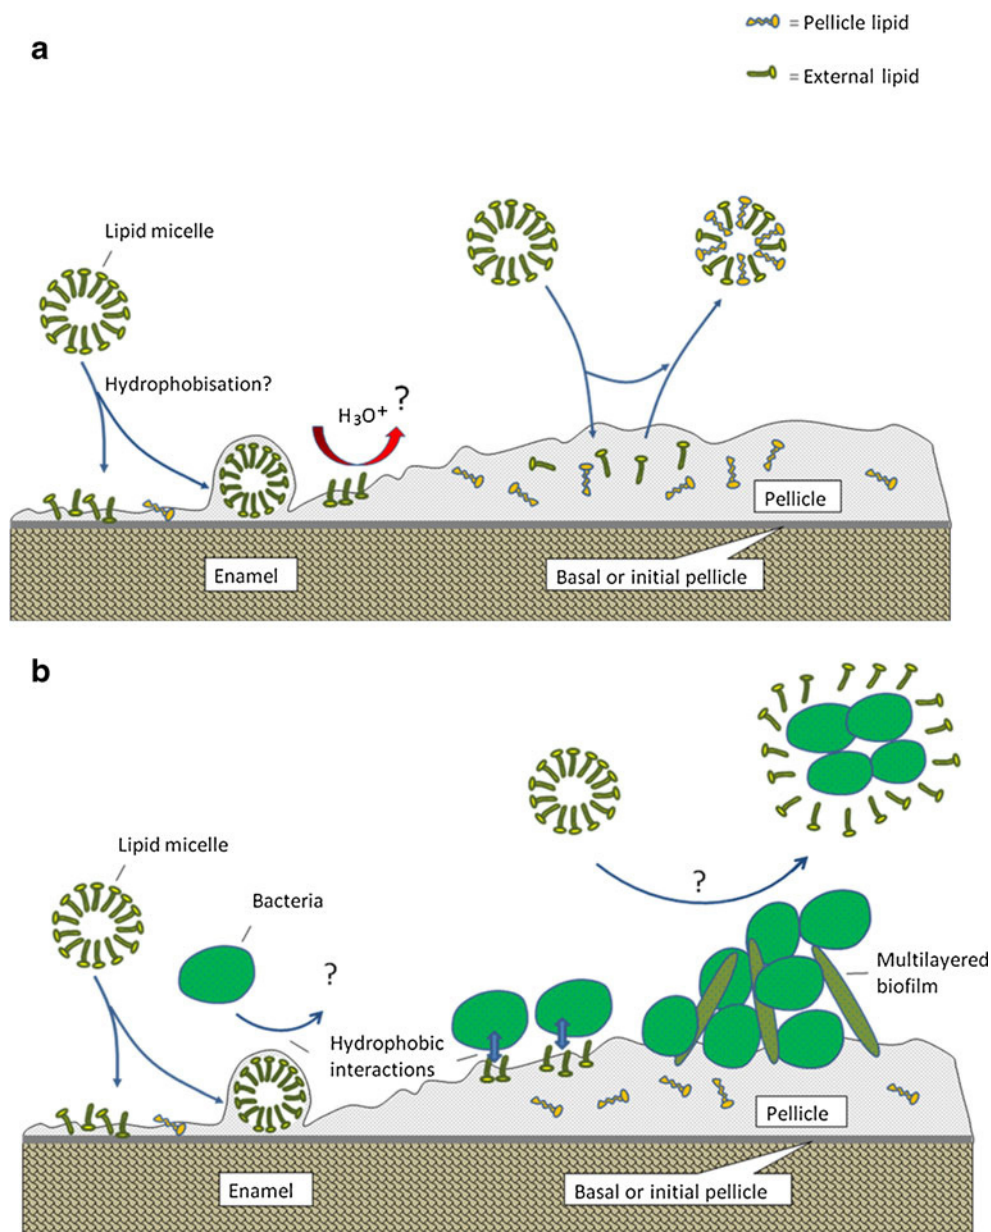 a
= Pellicle lipid
= External lipid
Lipid micelle
Hydrophobisation?
H₃O⁺ ?
Pellicle
Enamel
Basal or initial pellicle
b
Lipid micelle
Bacteria
?
?
Multilayered
biofilm
Hydrophobic
interactions
Pellicle
Enamel
Basal or initial pellicle